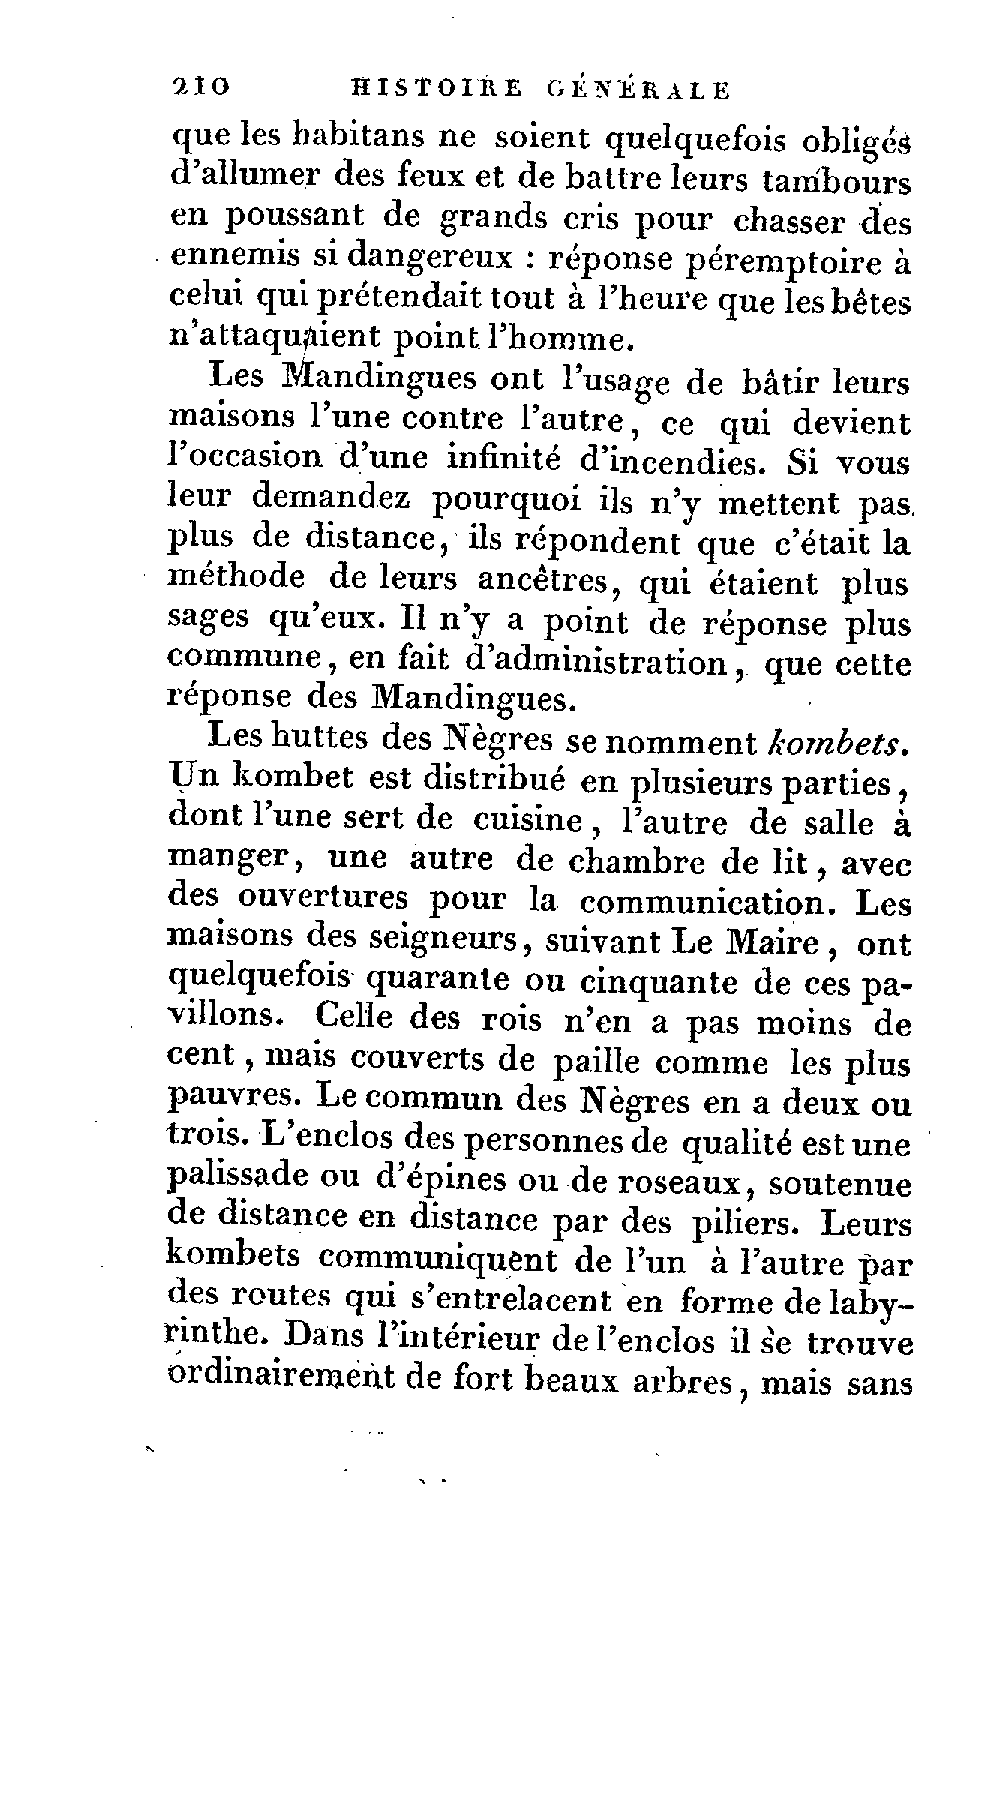 210 HISTOIRE GÉNÉRALE
que les habitans ne soient quelquefois obligés
d'allumer des feux et de battre leurs tambours
en poussant de grands cris pour chasser des
ennemis si dangereux : réponse péremptoire à
celui qui prétendait tout à l'heure que les bêtes
n'attaquaient point l'homme.
Les Mandingues ont l'usage de bâtir leurs
maisons l'une contre l'autre, ce qui devient
l'occasion d'une infinité d'incendies. Si vous
leur demandez pourquoi ils n'y mettent pas
plus de distance, ils répondent que c'était la
méthode de leurs ancêtres, qui étaient plus
sages qu'eux. Il n'y a point de réponse plus
commune, en fait d'administration, que cette
réponse des Mandingues.
Les huttes des Nègres se nomment kombets.
Un kombet est distribué en plusieurs parties,
dont l'une sert de cuisine, l'autre de salle à
manger, une autre de chambre de lit, avec
des ouvertures pour la communication. Les
maisons des seigneurs, suivant Le Maire, ont
quelquefois quarante ou cinquante de ces pa-
villons. Celle des rois n'en a pas moins de
cent, mais couverts de paille comme les plus
pauvres. Le commun des Nègres en a deux ou
trois. L'enclos des personnes de qualité est une
palissade ou d'épines ou de roseaux, soutenue
de distance en distance par des piliers. Leurs
kombets communiquent de l'un à l'autre par
des routes qui s'entrelacent en forme de laby-
rinthe. Dans l'intérieur de l'enclos il se trouve
ordinairement de fort beaux arbres, mais sans